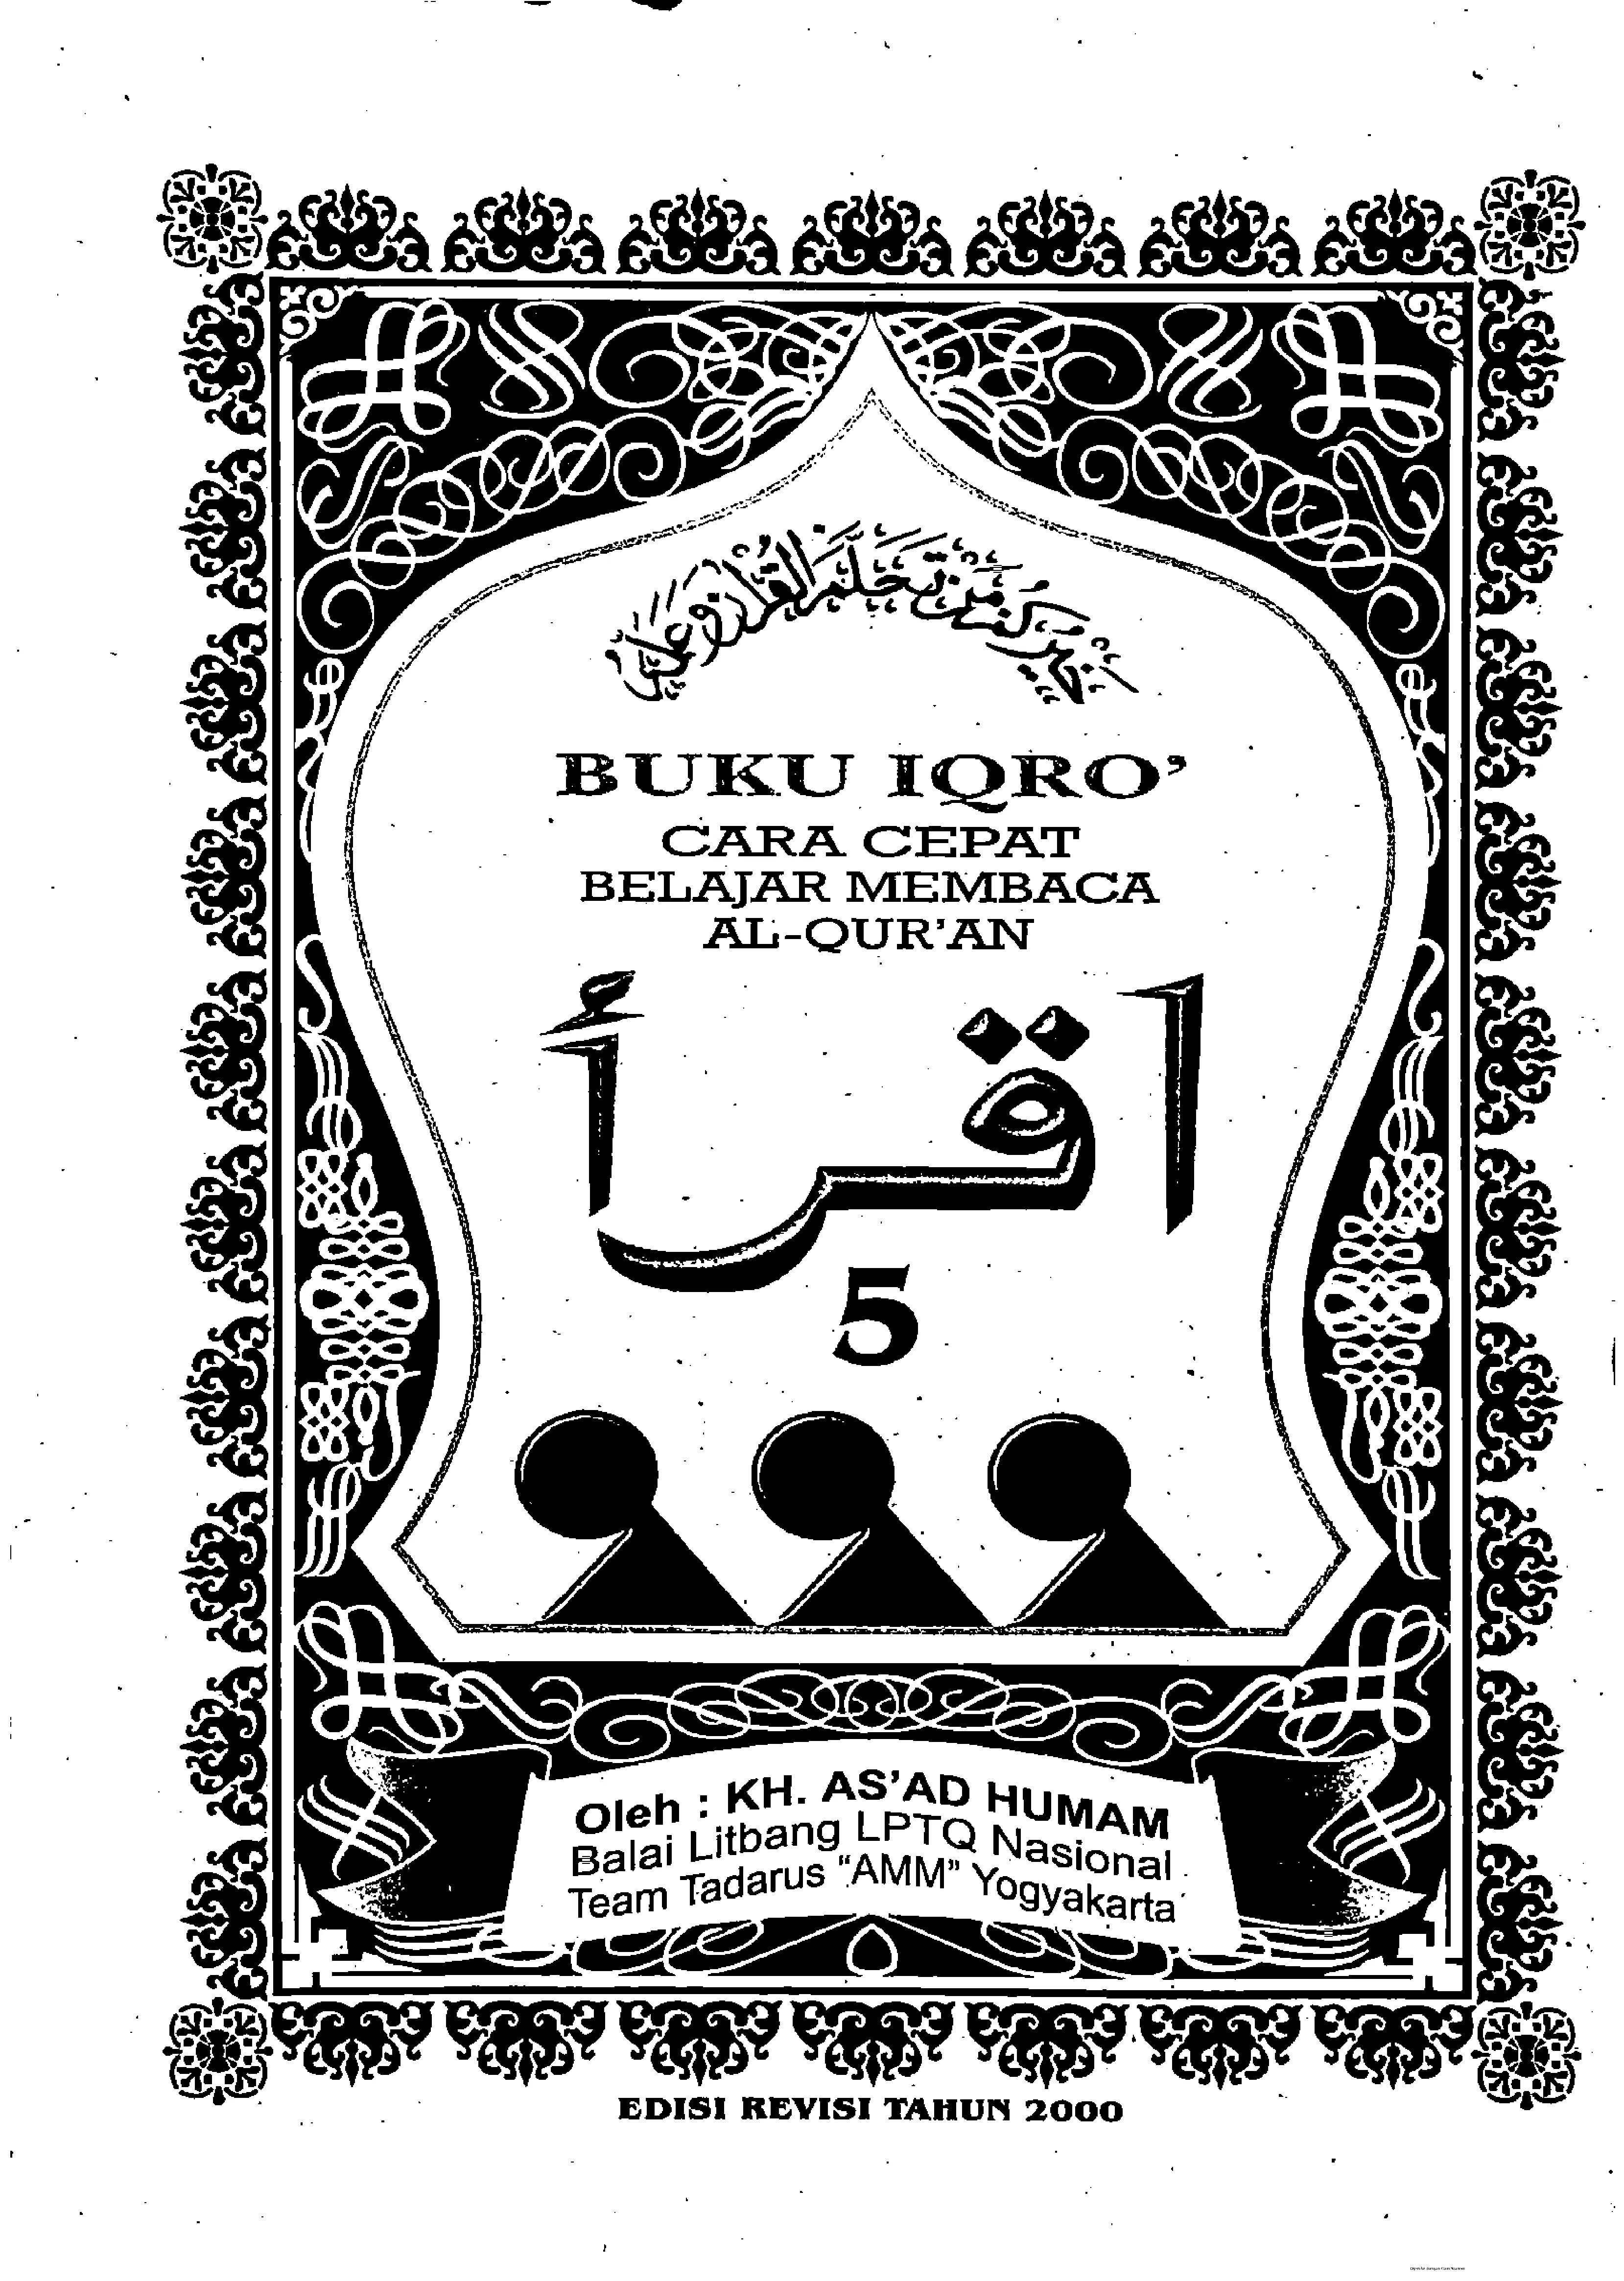 خَيْرُكُمْ مَنْ تَعَلَّمَ الْقُرْآنَ وَعَلَّمَهُ
BUKU IQRO’
CARA CEPAT
BELAJAR MEMBACA
AL-QUR’AN
اقرأ
5
Oleh : KH. AS’AD HUMAM
Balai Litbang LPTQ Nasional
Team Tadarus “AMM” Yogyakarta
EDISI REVISI TAHUN 2000